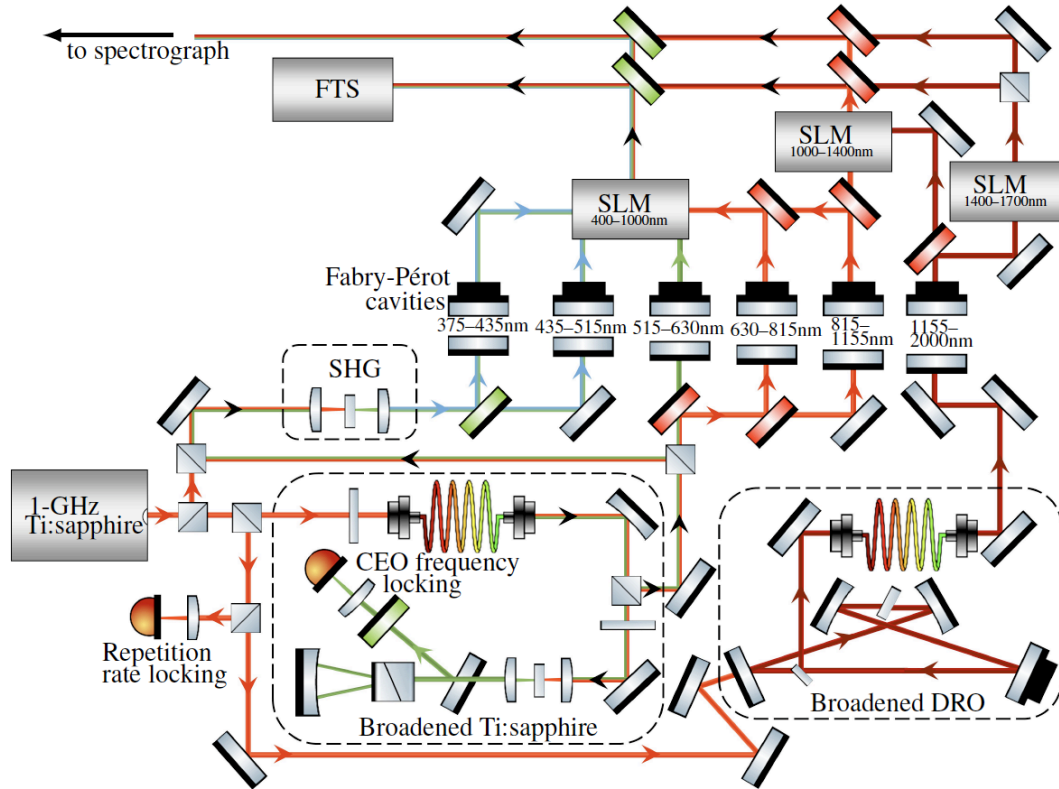 to spectrograph
FTS
SLM
1000–1400nm
SLM
1400–1700nm
SLM
400–1000nm
Fabry-Pérot
cavities
375–435nm
435–515nm
515–630nm
630–815nm
815–
1155nm
1155–
2000nm
SHG
1-GHz
Ti:sapphire
CEO frequency
locking
Repetition
rate locking
Broadened Ti:sapphire
Broadened DRO